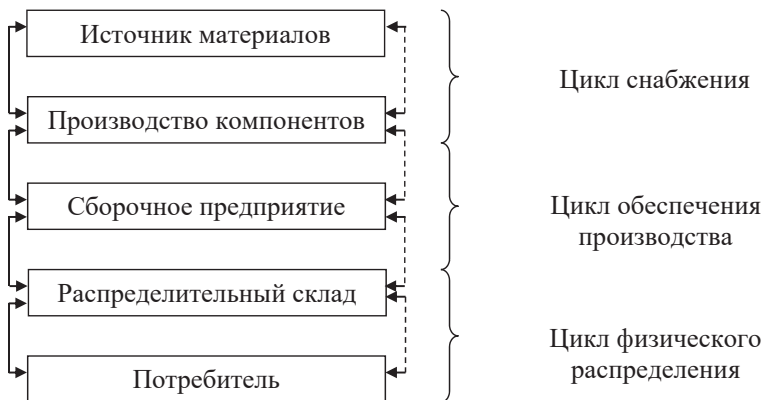 Источник материалов
Цикл снабжения
Производство компонентов
Сборочное предприятие
Цикл обеспечения
производства
Распределительный склад
Цикл физического
распределения
Потребитель